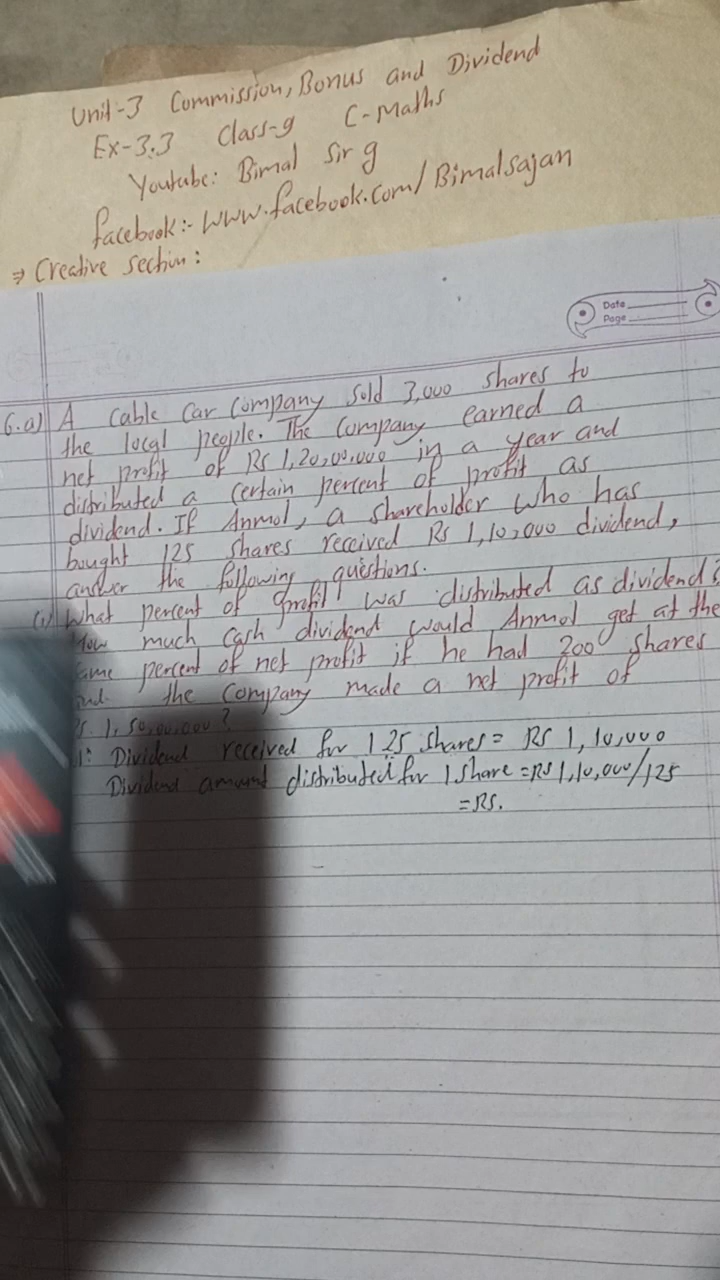 Unit-3 Commission, Bonus and Dividend
Ex-3.3 Class-9 C-Maths
Youtube: Bimal Sir g
facebook:- www.facebook.com/Bimalsajan
⇒ Creative section:
Date
Page
6.a) A Cable Car Company Sold 3,000 shares to
the local people. The Company earned a
net profit of RS 1,20,00,000 in a year and
distributed a certain percent of profit as
dividend. If Anmol, a shareholder who has
bought 125 shares received Rs 1,10,000 dividend,
answer the following questions.
(i) What percent of profit was distributed as dividend?
How much cash dividend would Anmol get at the
percent of net profit if he had 200 shares
the Company made a net profit of
1,50,00,000?
Dividend received for 125 shares = RS 1,10,000
Dividend amount distributed for 1 share = RS 1,10,000/125
= RS.